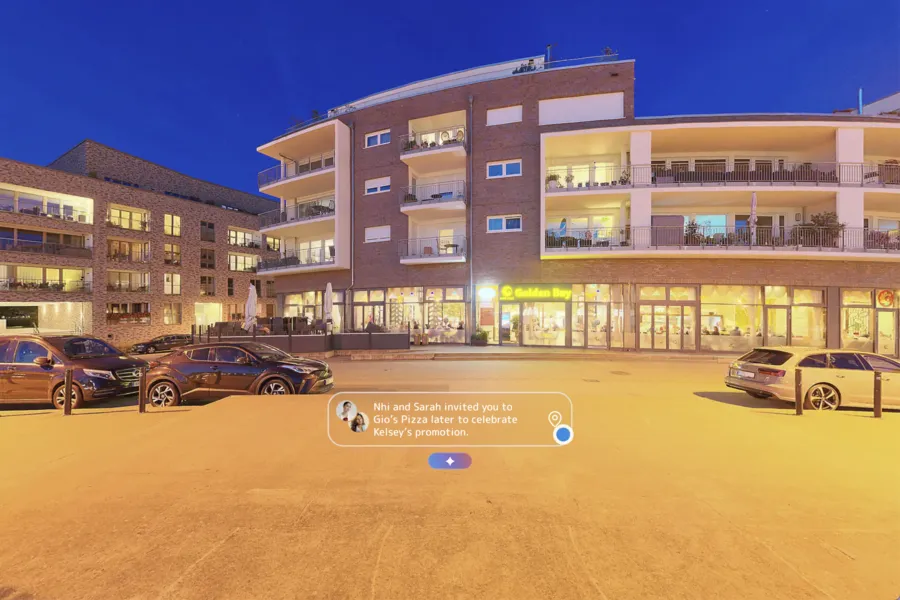 Golden Bay
Nhi and Sarah invited you to
Gio's Pizza later to celebrate
Kelsey's promotion.